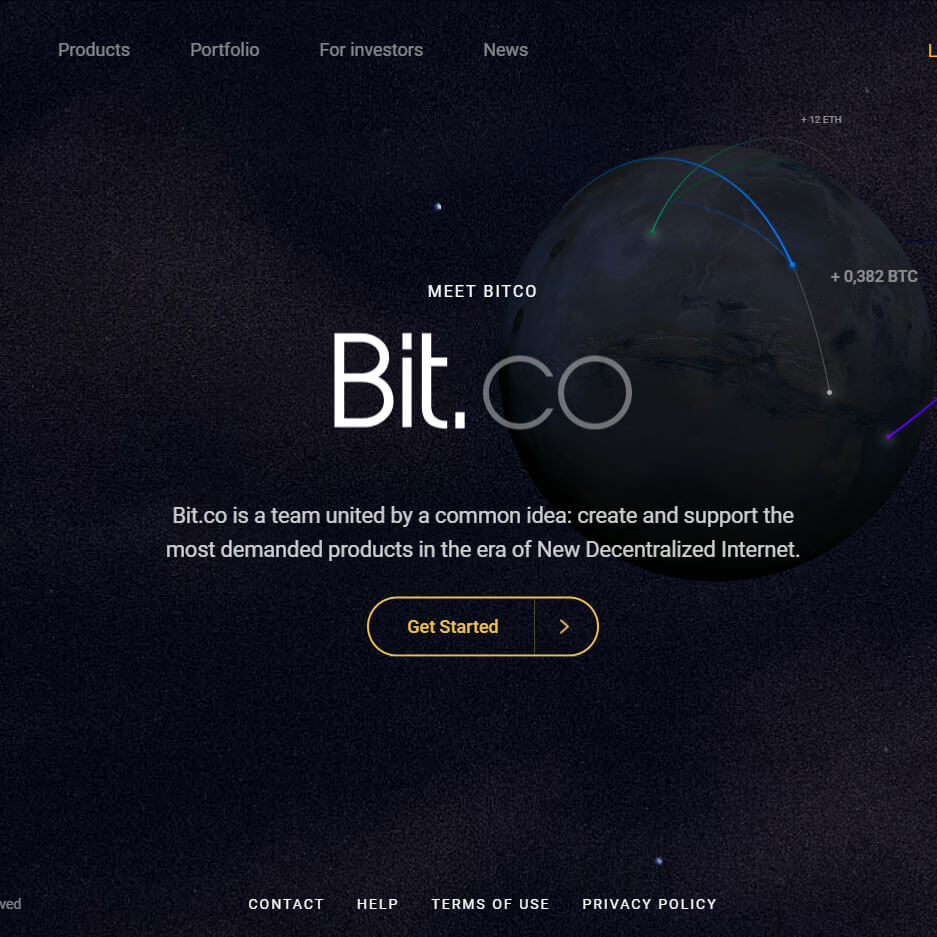 Products Portfolio For investors News
+ 12 ETH
+ 0,382 BTC
MEET BITCO
Bit.co
Bit.co is a team united by a common idea: create and support the
most demanded products in the era of New Decentralized Internet.
Get Started
CONTACT HELP TERMS OF USE PRIVACY POLICY